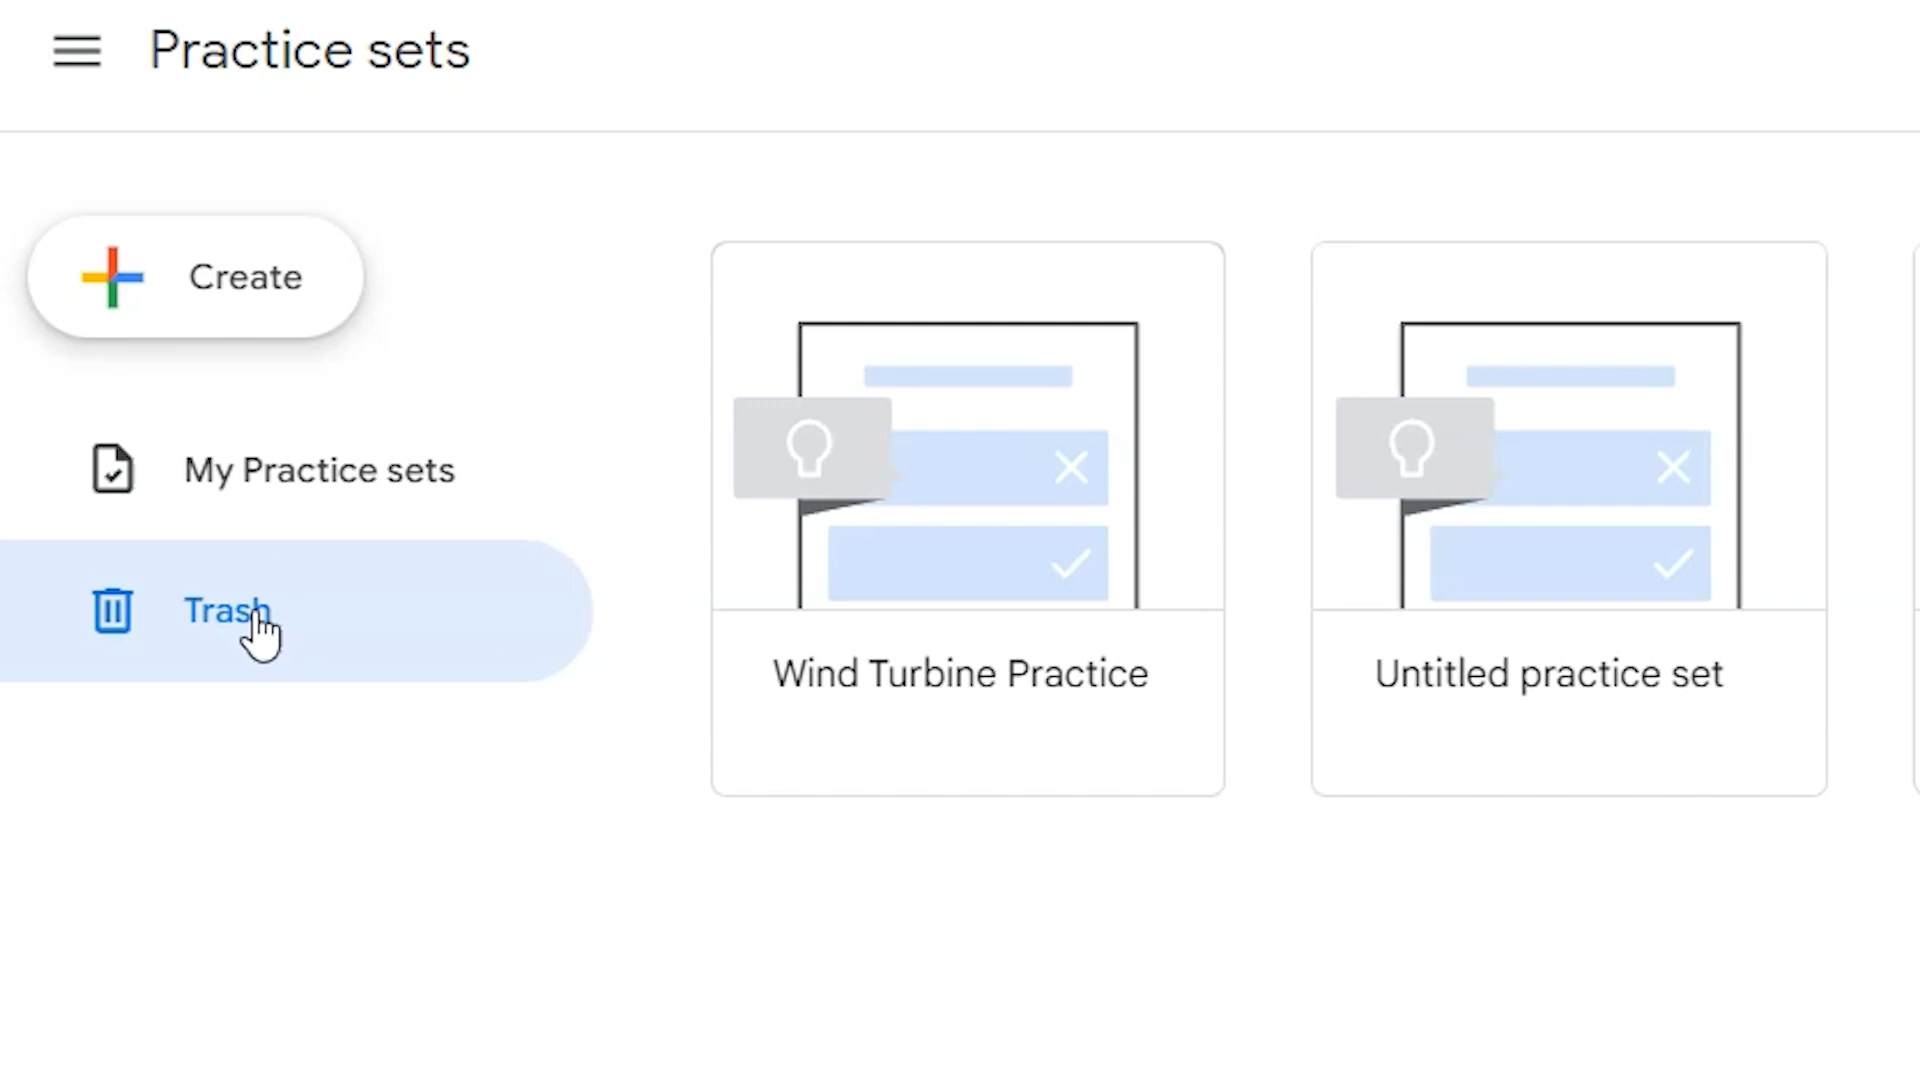 Practice sets
Create
My Practice sets
Trash
Wind Turbine Practice
Untitled practice set